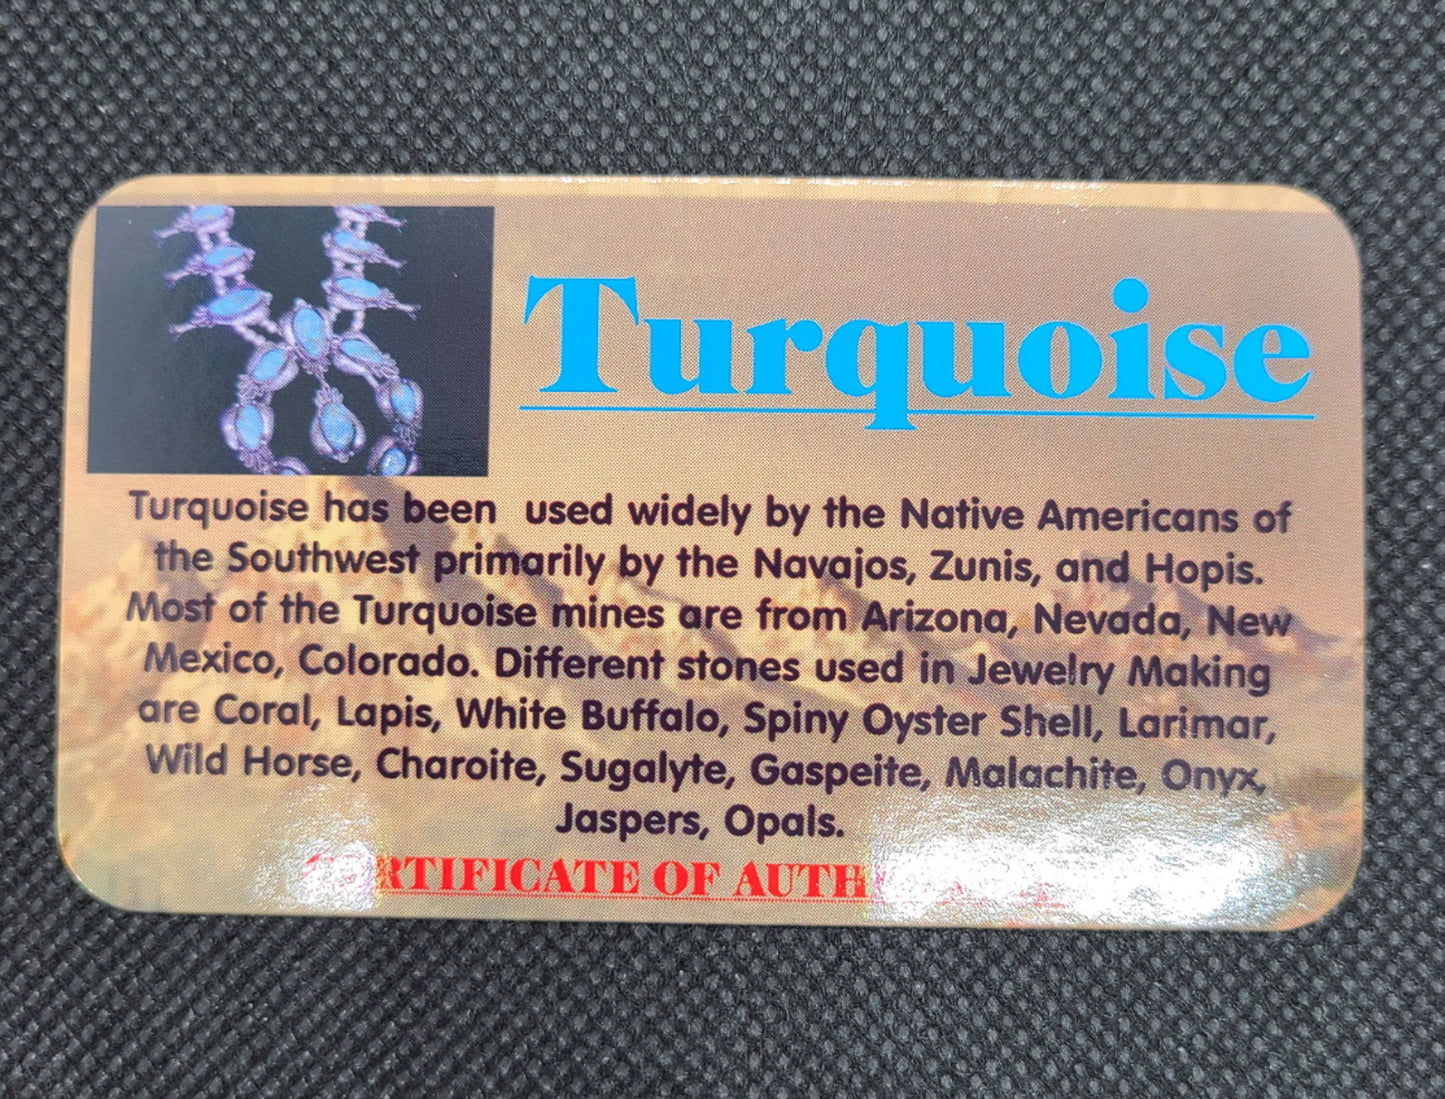 Turquoise
Turquoise has been used widely by the Native Americans of
the Southwest primarily by the Navajos, Zunis, and Hopis.
Most of the Turquoise mines are from Arizona, Nevada, New
Mexico, Colorado. Different stones used in Jewelry Making
are Coral, Lapis, White Buffalo, Spiny Oyster Shell, Larimar,
Wild Horse, Charoite, Sugalyte, Gaspeite, Malachite, Onyx,
Jaspers, Opals.
CERTIFICATE OF